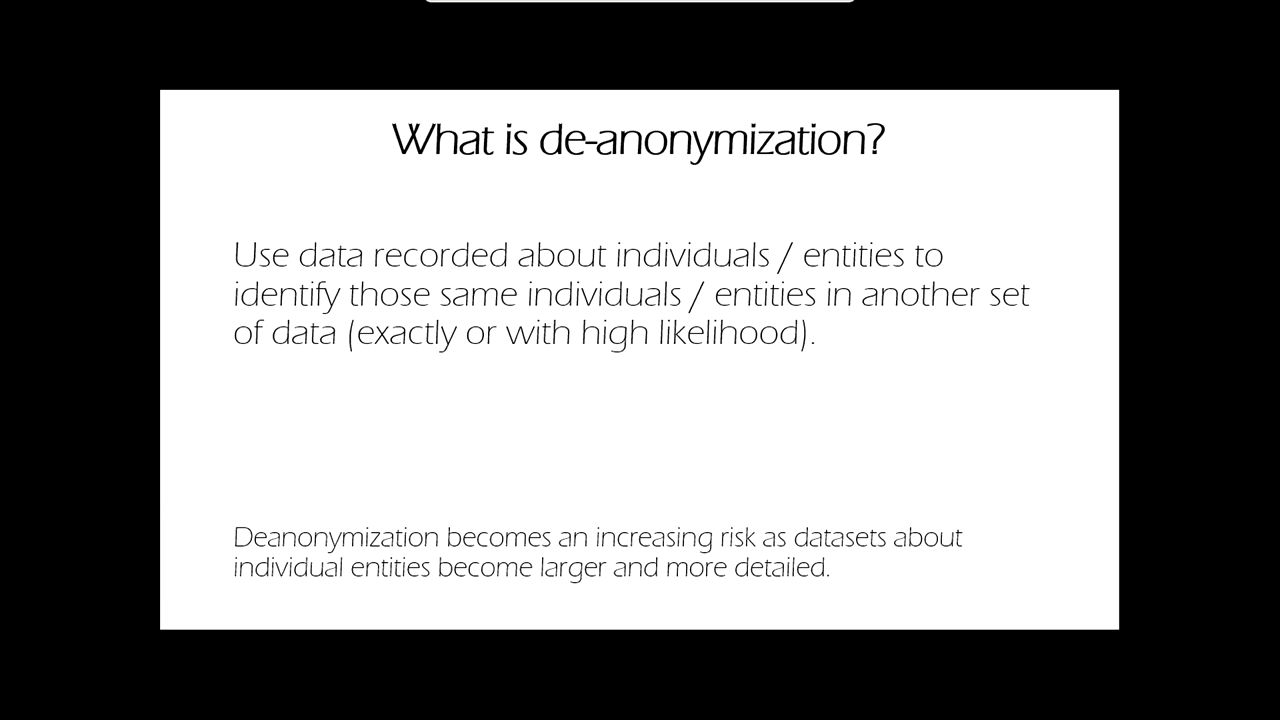 What is de-anonymization?
Use data recorded about individuals / entities to
identify those same individuals / entities in another set
of data (exactly or with high likelihood).
Deanonymization becomes an increasing risk as datasets about
individual entities become larger and more detailed.